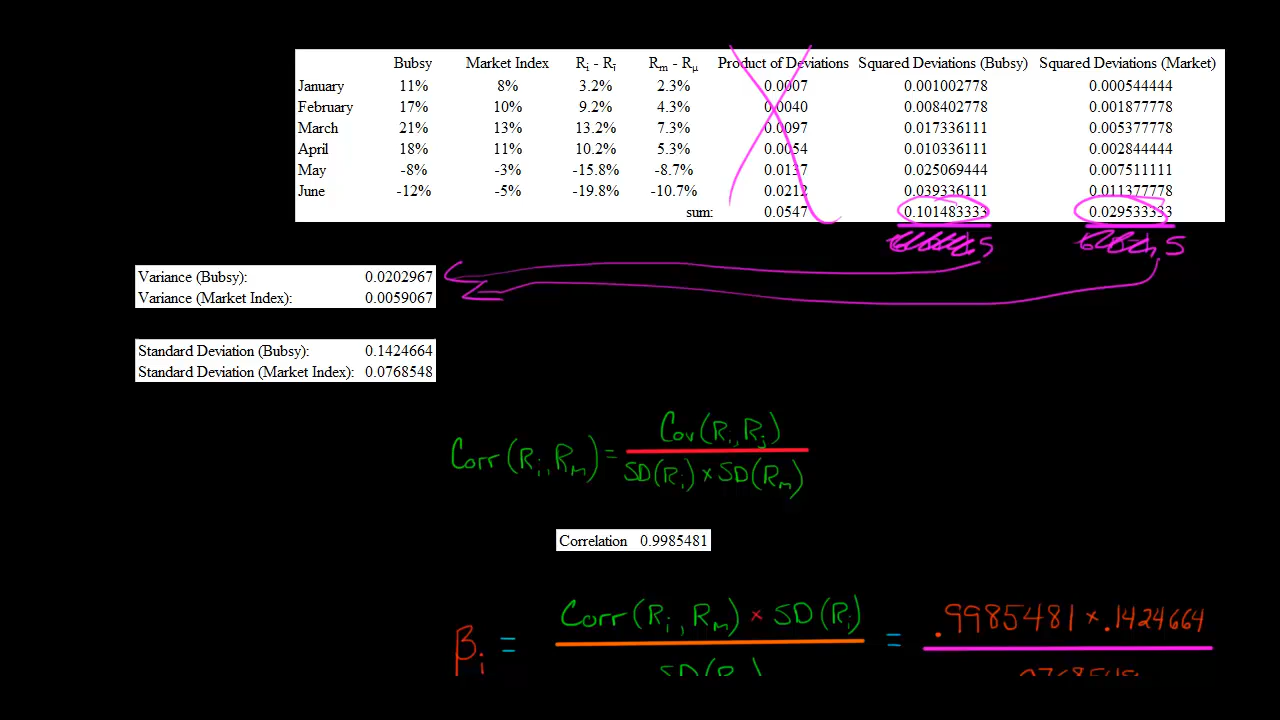 Bubsy Market Index Ri - Rī Rm - Rμ Product of Deviations Squared Deviations (Bubsy) Squared Deviations (Market)
January 11% 8% 3.2% 2.3% 0.0007 0.001002778 0.000544444
February 17% 10% 9.2% 4.3% 0.0040 0.008402778 0.001877778
March 21% 13% 13.2% 7.3% 0.0097 0.017336111 0.005377778
April 18% 11% 10.2% 5.3% 0.0054 0.010336111 0.002844444
May -8% -3% -15.8% -8.7% 0.0137 0.025069444 0.007511111
June -12% -5% -19.8% -10.7% 0.0212 0.039336111 0.011377778
sum: 0.0547 0.101483333 0.029533333
5 5
Variance (Bubsy): 0.0202967
Variance (Market Index): 0.0059067
Standard Deviation (Bubsy): 0.1424664
Standard Deviation (Market Index): 0.0768548
Corr(Ri, Rm) = Cov(Ri, Rj)
SD(Ri) × SD(Rm)
Correlation 0.9985481
βi = Corr(Ri, Rm) × SD(Ri) = .9985481 × .1424664